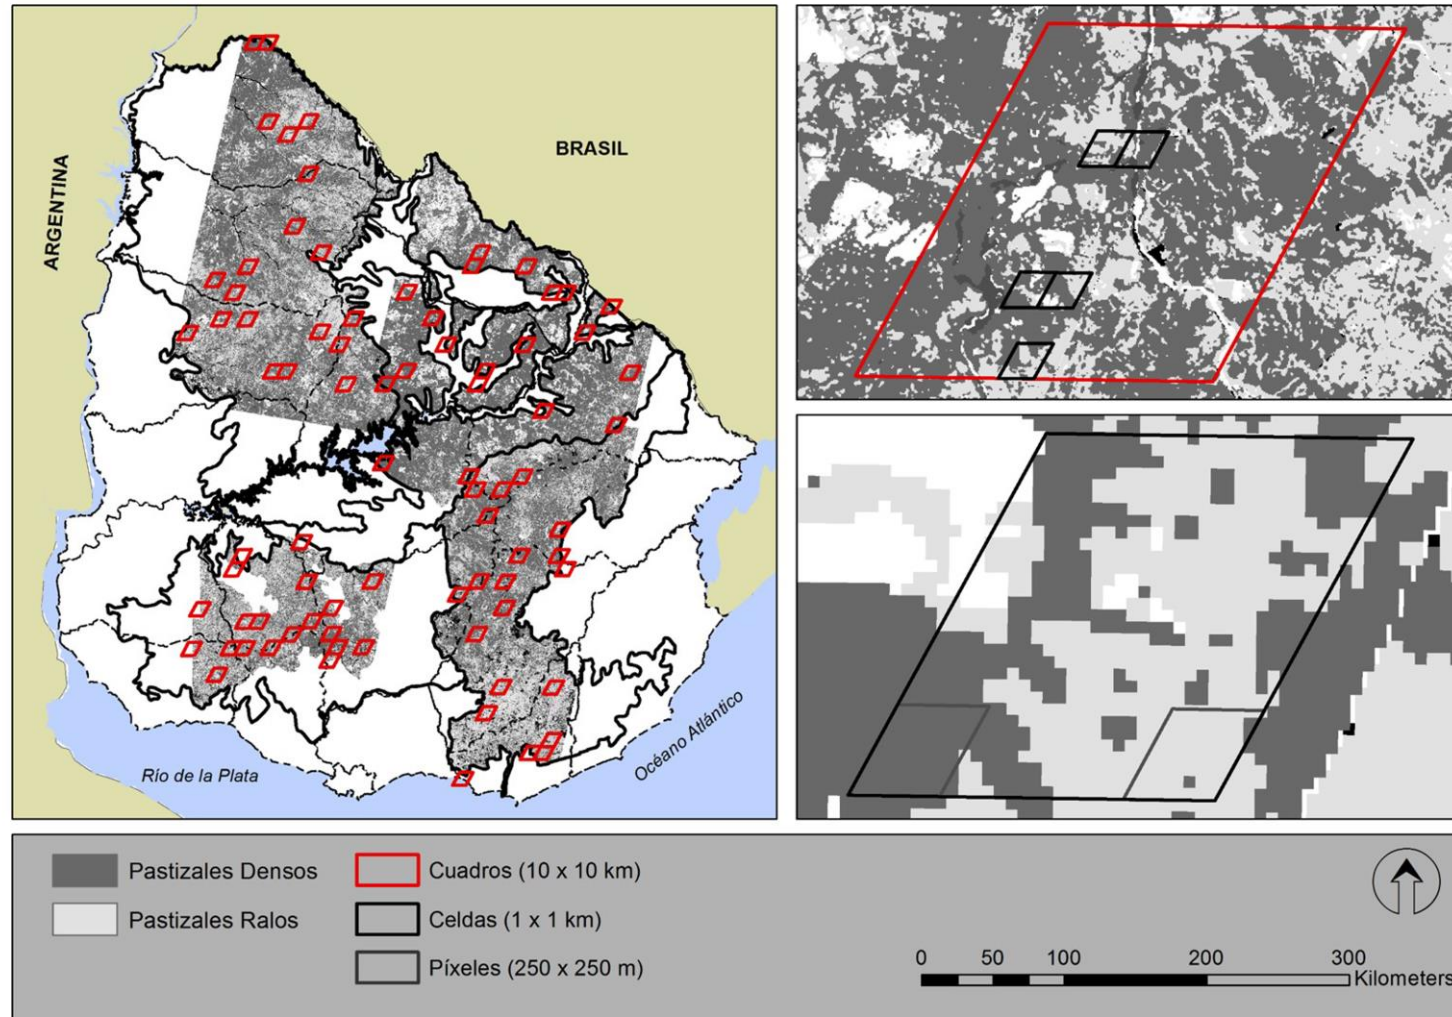 BRASIL
ARGENTINA
Río de la Plata
Océano Atlántico
Pastizales Densos
Pastizales Ralos
Cuadros (10 x 10 km)
Celdas (1 x 1 km)
Píxeles (250 x 250 m)
0 50 100 200 300
Kilometers